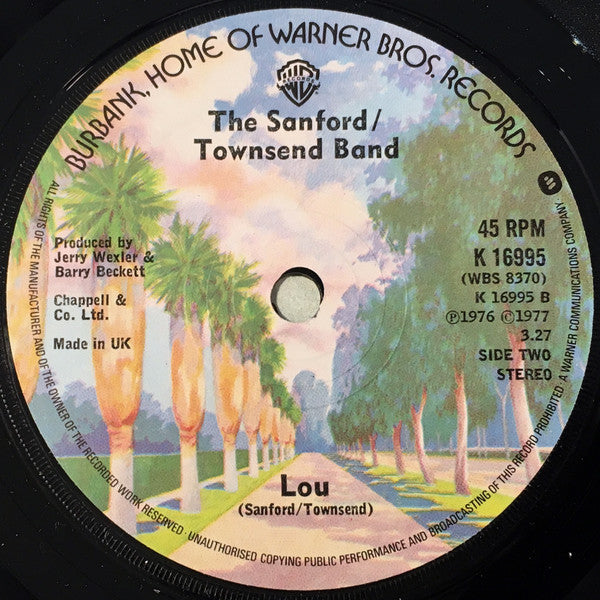 BURBANK, HOME OF WARNER BROS. RECORDS
The Sanford/
Townsend Band
Produced by
Jerry Wexler &
Barry Beckett
Chappell &
Co. Ltd.
Made in UK
45 RPM
K 16995
(WBS 8370)
K 16995 B
℗1976 ©1977
3.27
SIDE TWO
STEREO
Lou
(Sanford/Townsend)
ALL RIGHTS OF THE MANUFACTURER AND OF THE OWNER OF THE RECORDED WORK RESERVED · UNAUTHORISED COPYING PUBLIC PERFORMANCE AND BROADCASTING OF THIS RECORD PROHIBITED A WARNER COMMUNICATIONS COMPANY